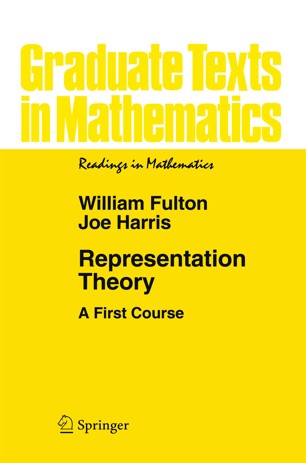 Graduate Texts
in Mathematics
Readings in Mathematics
William Fulton
Joe Harris
Representation
Theory
A First Course
Springer